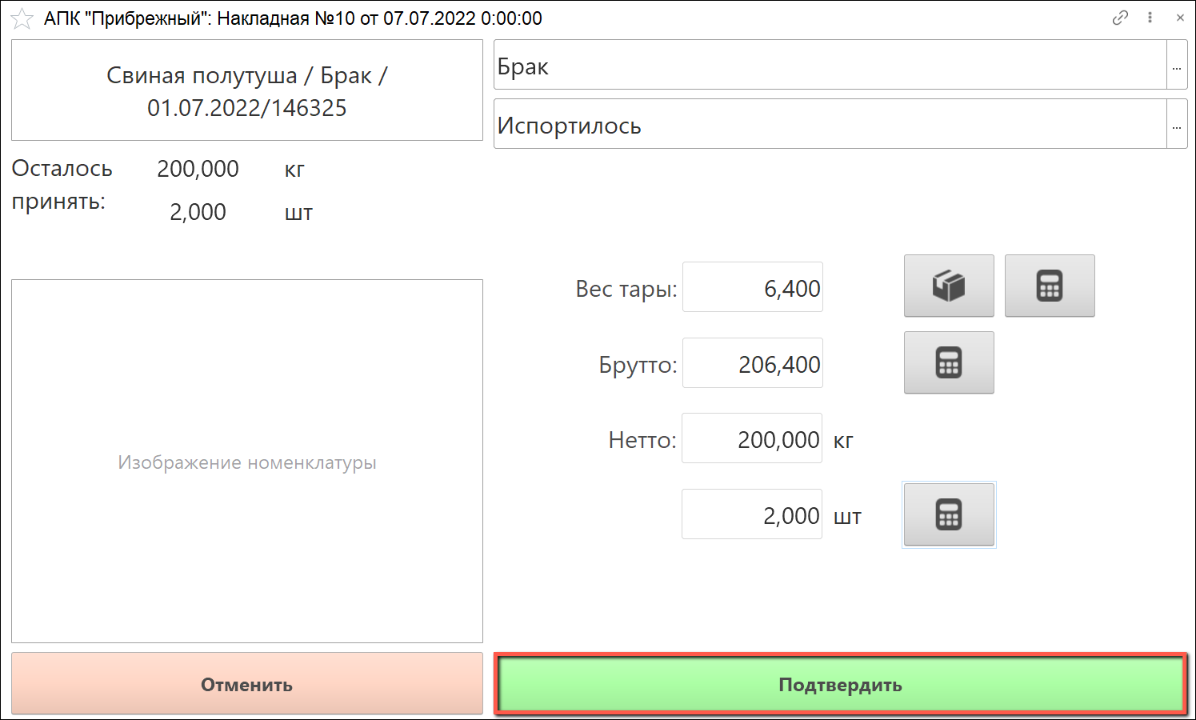 АПК "Прибрежный": Накладная №10 от 07.07.2022 0:00:00
Свиная полутуша / Брак /
01.07.2022/146325
Брак
...
Испортилось
...
Осталось 200,000 кг
принять:
2,000 шт
Вес тары: 6,400
Брутто: 206,400
Нетто: 200,000 кг
2,000 шт
Изображение номенклатуры
Отменить
Подтвердить